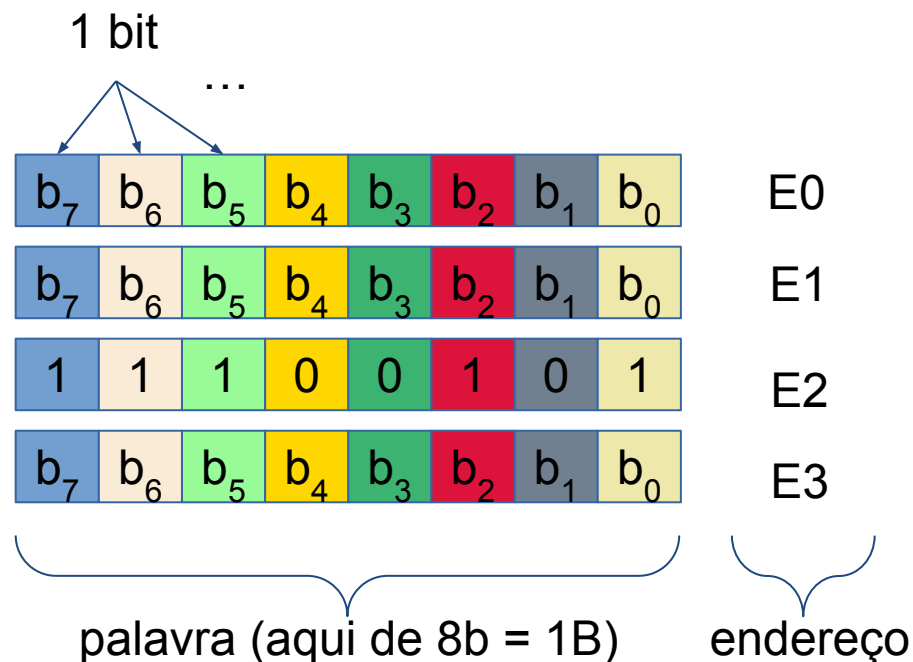 1 bit
…
b₇ b₆ b₅ b₄ b₃ b₂ b₁ b₀ E0
b₇ b₆ b₅ b₄ b₃ b₂ b₁ b₀ E1
1 1 1 0 0 1 0 1 E2
b₇ b₆ b₅ b₄ b₃ b₂ b₁ b₀ E3
palavra (aqui de 8b = 1B) endereço